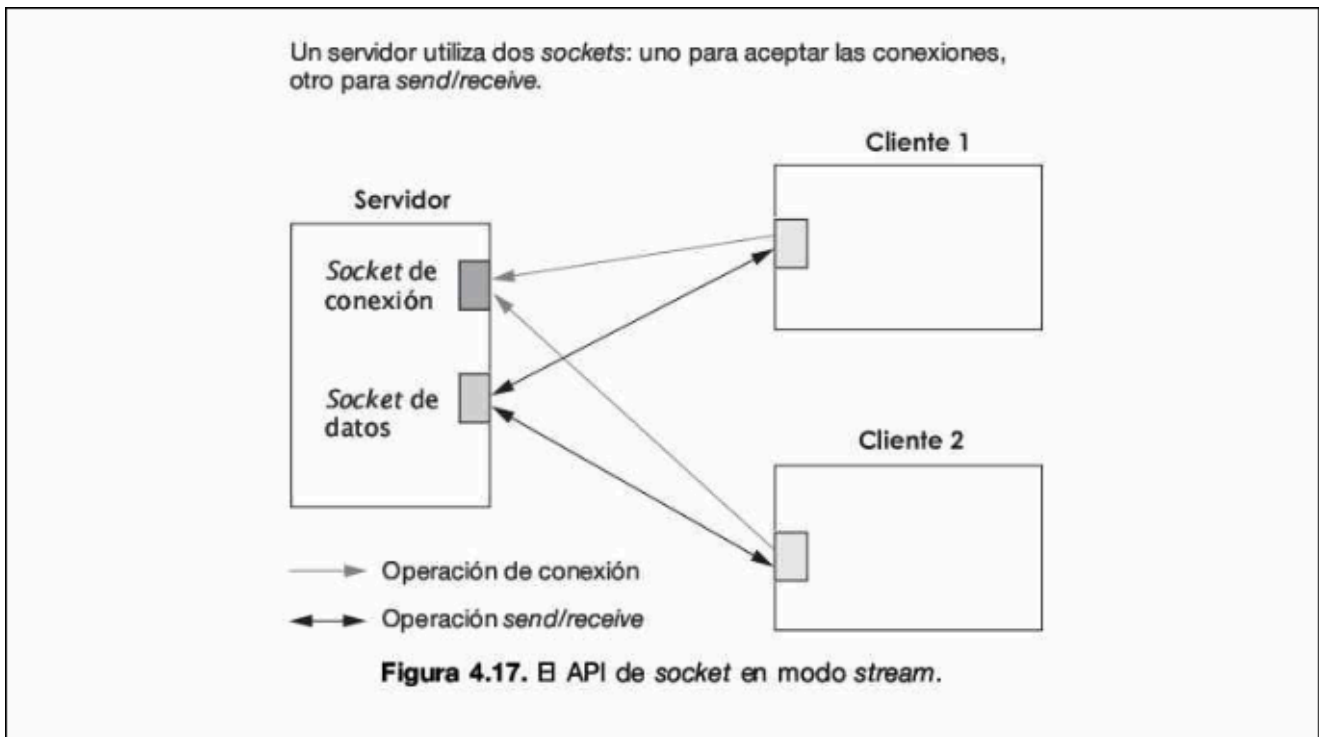 Un servidor utiliza dos sockets: uno para aceptar las conexiones,
otro para send/receive.
Cliente 1
Servidor
Socket de
conexión
Socket de
datos
Cliente 2
Operación de conexión
Operación send/receive
Figura 4.17. El API de socket en modo stream.